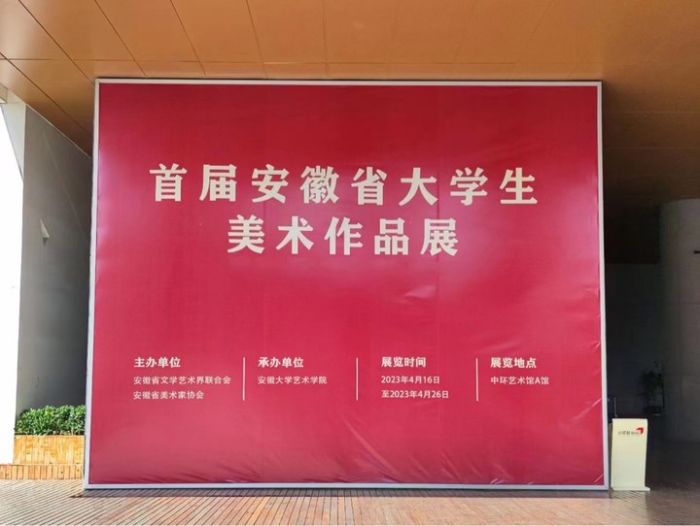 首届安徽省大学生
美术作品展
主办单位
安徽省文学艺术界联合会
安徽省美术家协会
承办单位
安徽大学艺术学院
展览时间
2023年4月16日
至2023年4月26日
展览地点
中环艺术馆A馆